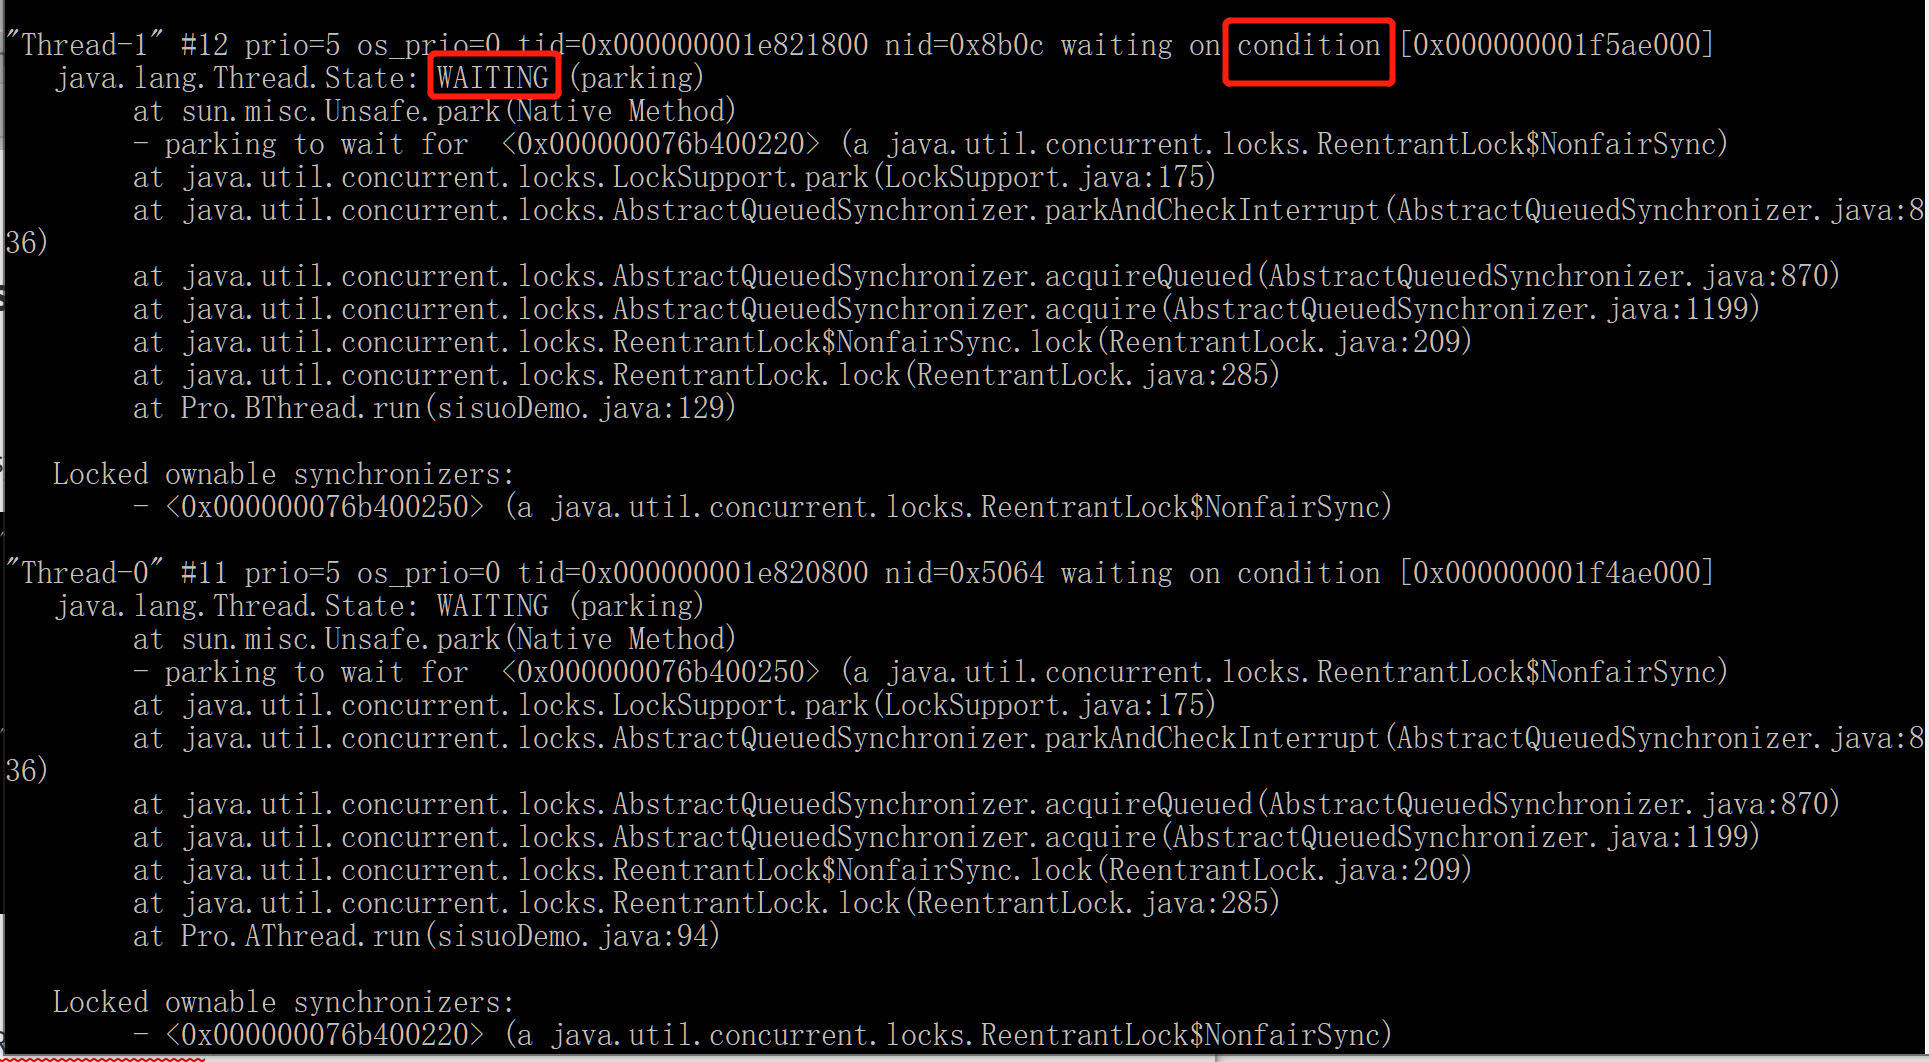 "Thread-1" #12 prio=5 os_prio=0 tid=0x000000001e821800 nid=0x8b0c waiting on condition [0x000000001f5ae000]
java.lang.Thread.State: WAITING (parking)
at sun.misc.Unsafe.park(Native Method)
- parking to wait for  <0x000000076b400220> (a java.util.concurrent.locks.ReentrantLock$NonfairSync)
at java.util.concurrent.locks.LockSupport.park(LockSupport.java:175)
at java.util.concurrent.locks.AbstractQueuedSynchronizer.parkAndCheckInterrupt(AbstractQueuedSynchronizer.java:8
36)
at java.util.concurrent.locks.AbstractQueuedSynchronizer.acquireQueued(AbstractQueuedSynchronizer.java:870)
at java.util.concurrent.locks.AbstractQueuedSynchronizer.acquire(AbstractQueuedSynchronizer.java:1199)
at java.util.concurrent.locks.ReentrantLock$NonfairSync.lock(ReentrantLock.java:209)
at java.util.concurrent.locks.ReentrantLock.lock(ReentrantLock.java:285)
at Pro.BThread.run(sisuoDemo.java:129)
Locked ownable synchronizers:
- <0x000000076b400250> (a java.util.concurrent.locks.ReentrantLock$NonfairSync)
"Thread-0" #11 prio=5 os_prio=0 tid=0x000000001e820800 nid=0x5064 waiting on condition [0x000000001f4ae000]
java.lang.Thread.State: WAITING (parking)
at sun.misc.Unsafe.park(Native Method)
- parking to wait for  <0x000000076b400250> (a java.util.concurrent.locks.ReentrantLock$NonfairSync)
at java.util.concurrent.locks.LockSupport.park(LockSupport.java:175)
at java.util.concurrent.locks.AbstractQueuedSynchronizer.parkAndCheckInterrupt(AbstractQueuedSynchronizer.java:8
36)
at java.util.concurrent.locks.AbstractQueuedSynchronizer.acquireQueued(AbstractQueuedSynchronizer.java:870)
at java.util.concurrent.locks.AbstractQueuedSynchronizer.acquire(AbstractQueuedSynchronizer.java:1199)
at java.util.concurrent.locks.ReentrantLock$NonfairSync.lock(ReentrantLock.java:209)
at java.util.concurrent.locks.ReentrantLock.lock(ReentrantLock.java:285)
at Pro.AThread.run(sisuoDemo.java:94)
Locked ownable synchronizers:
- <0x000000076b400220> (a java.util.concurrent.locks.ReentrantLock$NonfairSync)